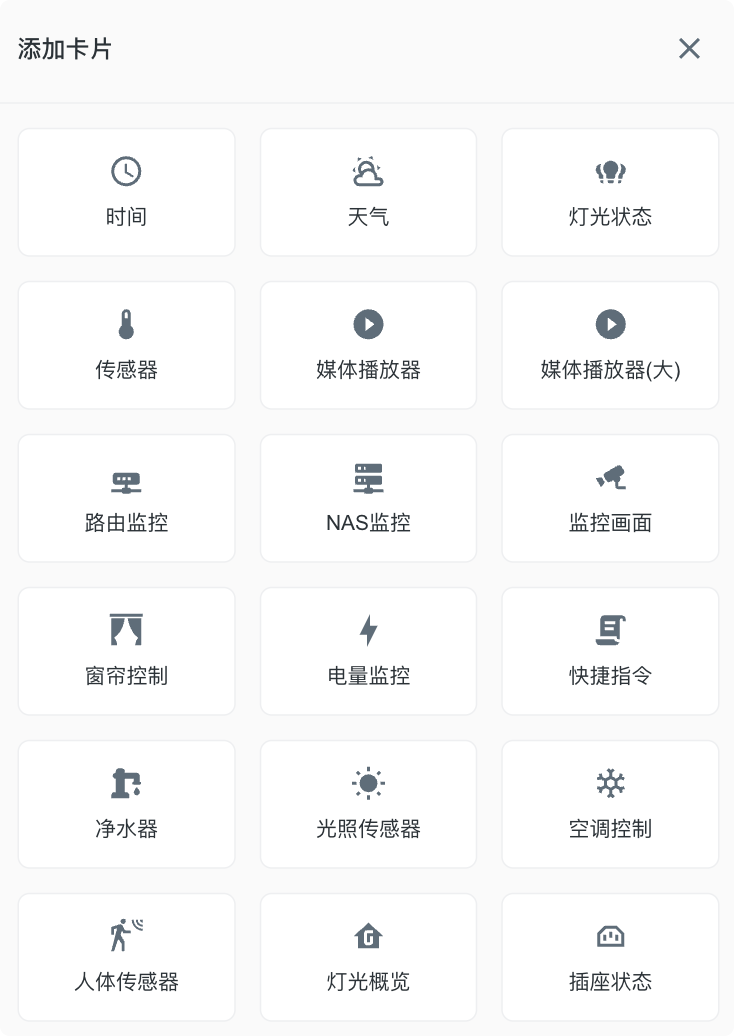 添加卡片
时间
天气
灯光状态
传感器
媒体播放器
媒体播放器(大)
路由监控
NAS监控
监控画面
窗帘控制
电量监控
快捷指令
净水器
光照传感器
空调控制
人体传感器
灯光概览
插座状态